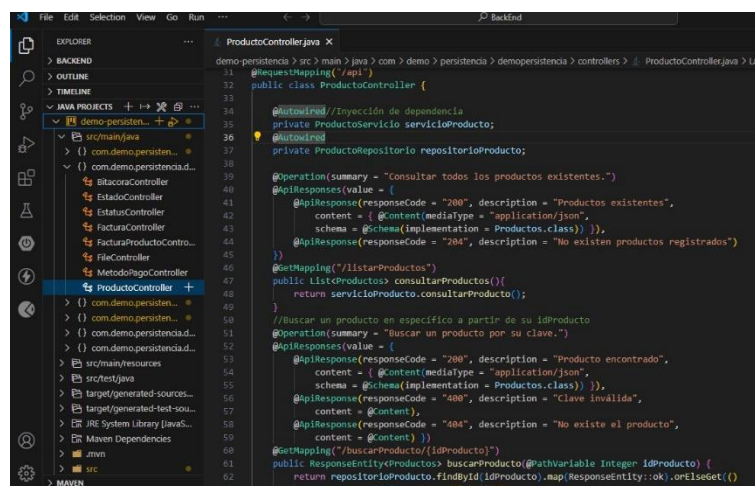 File Edit Selection View Go Run ...
BackEnd
EXPLORER ...
> BACKEND
> OUTLINE
> TIMELINE
JAVA PROJECTS
demo-persisten...
src/main/java
{} com.demo.persisten...
{} com.demo.persistencia.d...
BitacoraController
EstadoController
EstatusController
FacturaController
FacturaProductoContro...
FileController
MetodoPagoController
ProductoController
{} com.demo.persisten...
{} com.demo.persisten...
{} com.demo.persistencia.d...
{} com.demo.persistencia.d...
src/main/resources
src/test/java
target/generated-sources...
target/generated-test-sou...
JRE System Library [JavaS...
Maven Dependencies
.mvn
src
> MAVEN
ProductoController.java X
demo-persistencia > src > main > java > com > demo > persistencia > demopersistencia > controllers > ProductoController.java >
31 @RequestMapping("/api")
32 public class ProductoController {
33
34 @Autowired//Inyección de dependencia
35 private ProductoServicio servicioProducto;
36 @Autowired
37 private ProductoRepositorio repositorioProducto;
38
39 @Operation(summary = "Consultar todos los productos existentes.")
40 @ApiResponses(value = {
41 @ApiResponse(responseCode = "200", description = "Productos existentes",
42 content = { @Content(mediaType = "application/json",
43 schema = @Schema(implementation = Productos.class)) }),
44 @ApiResponse(responseCode = "204", description = "No existen productos registrados")
45 })
46 @GetMapping("/listarProductos")
47 public List<Productos> consultarProductos(){
48 return servicioProducto.consultarProducto();
49 }
50 //Buscar un producto en específico a partir de su idProducto
51 @Operation(summary = "Buscar un producto por su clave.")
52 @ApiResponses(value = {
53 @ApiResponse(responseCode = "200", description = "Producto encontrado",
54 content = { @Content(mediaType = "application/json",
55 schema = @Schema(implementation = Productos.class)) }),
56 @ApiResponse(responseCode = "400", description = "Clave inválida",
57 content = @Content),
58 @ApiResponse(responseCode = "404", description = "No existe el producto",
59 content = @Content) })
60 @GetMapping("/buscarProducto/{idProducto}")
61 public ResponseEntity<Productos> buscarProducto(@PathVariable Integer idProducto) {
62 return repositorioProducto.findById(idProducto).map(ResponseEntity::ok).orElseGet(()